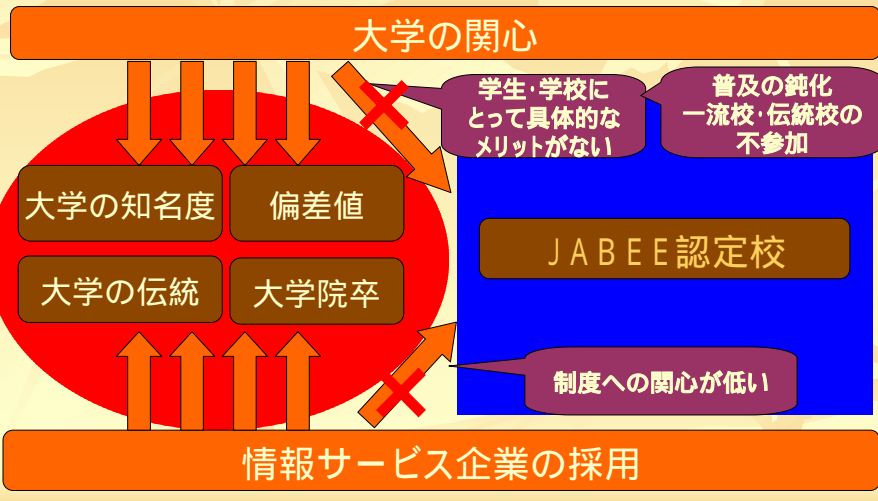 大学の関心
学生・学校に
とって具体的な
メリットがない
普及の鈍化
一流校・伝統校の
不参加
大学の知名度
偏差値
JABEE認定校
大学の伝統
大学院卒
制度への関心が低い
情報サービス企業の採用